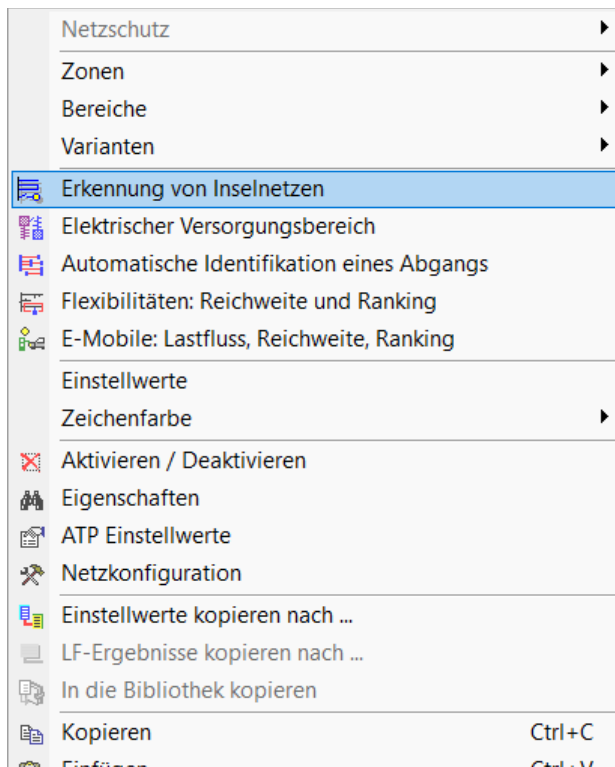 Netzschutz
Zonen
Bereiche
Varianten
Erkennung von Inselnetzen
Elektrischer Versorgungsbereich
Automatische Identifikation eines Abgangs
Flexibilitäten: Reichweite und Ranking
E-Mobile: Lastfluss, Reichweite, Ranking
Einstellwerte
Zeichenfarbe
Aktivieren / Deaktivieren
Eigenschaften
ATP Einstellwerte
Netzkonfiguration
Einstellwerte kopieren nach ...
LF-Ergebnisse kopieren nach ...
In die Bibliothek kopieren
Kopieren Ctrl+C
Einfügen Ctrl+V